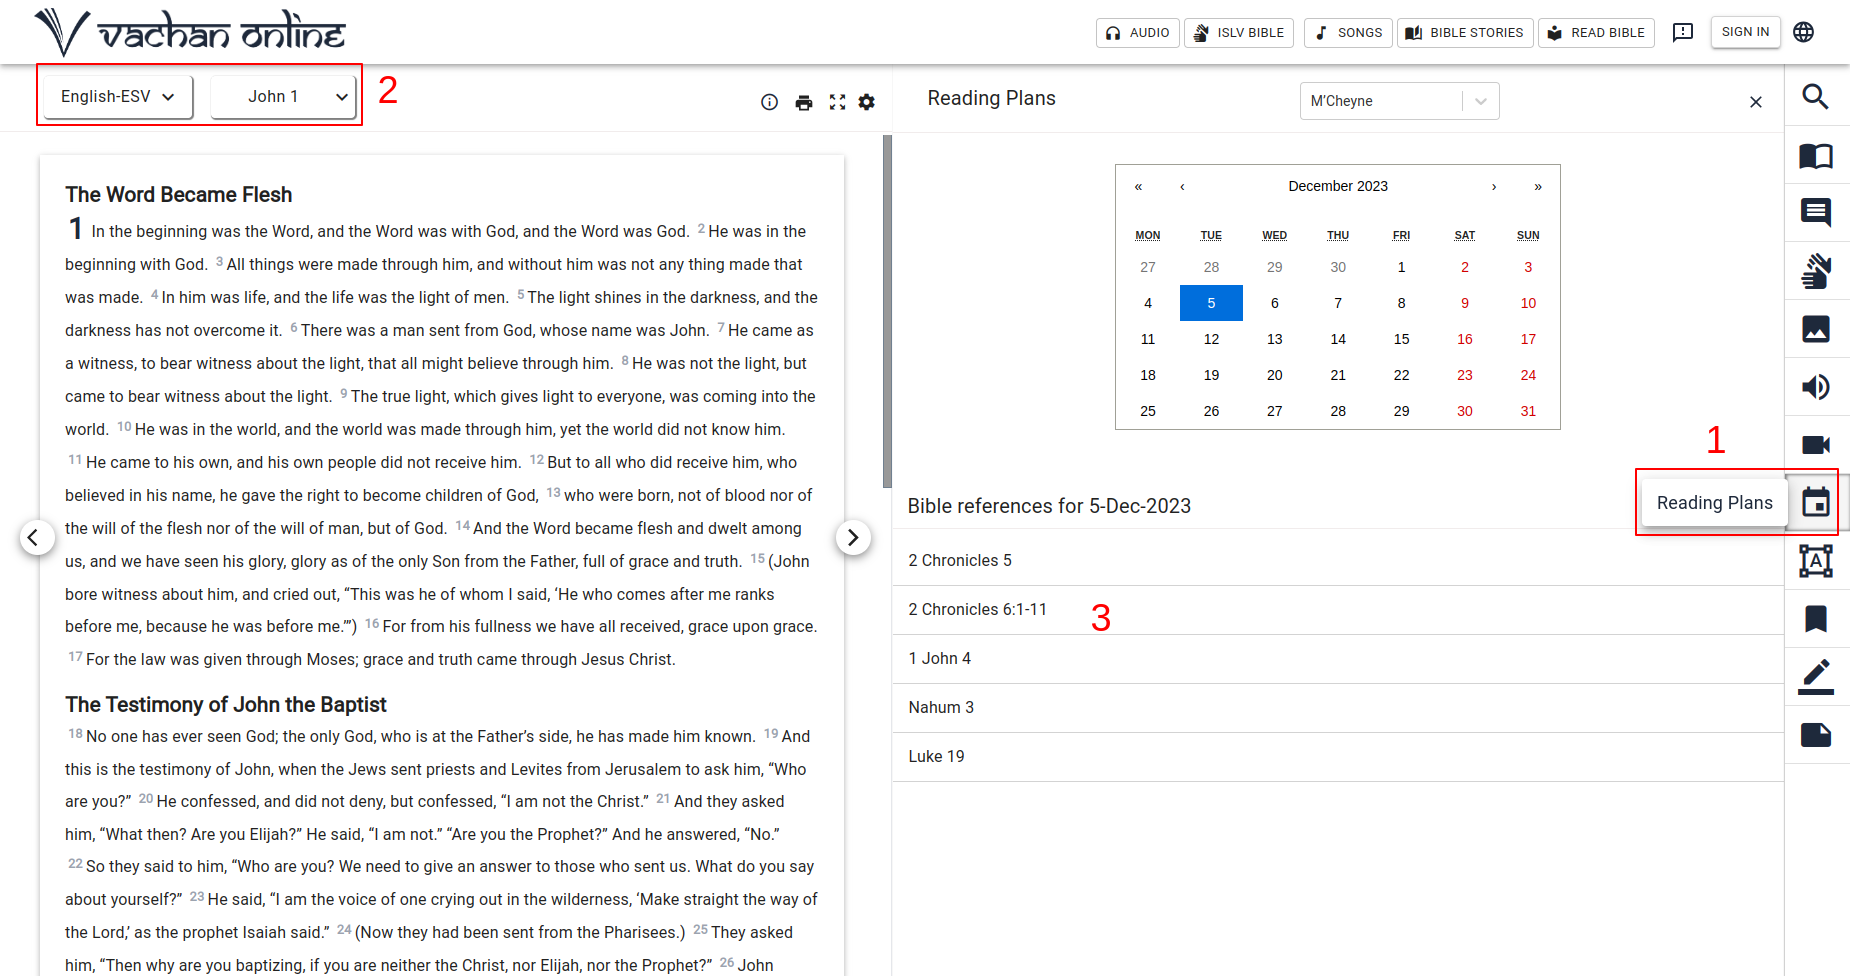 vachan online
AUDIO
ISLV BIBLE
SONGS
BIBLE STORIES
READ BIBLE
SIGN IN
English-ESV
John 1
2
Reading Plans
M'Cheyne
The Word Became Flesh
1 In the beginning was the Word, and the Word was with God, and the Word was God. 2 He was in the
beginning with God. 3 All things were made through him, and without him was not any thing made that
was made. 4 In him was life, and the life was the light of men. 5 The light shines in the darkness, and the
darkness has not overcome it. 6 There was a man sent from God, whose name was John. 7 He came as
a witness, to bear witness about the light, that all might believe through him. 8 He was not the light, but
came to bear witness about the light. 9 The true light, which gives light to everyone, was coming into the
world. 10 He was in the world, and the world was made through him, yet the world did not know him.
11 He came to his own, and his own people did not receive him. 12 But to all who did receive him, who
believed in his name, he gave the right to become children of God, 13 who were born, not of blood nor of
the will of the flesh nor of the will of man, but of God. 14 And the Word became flesh and dwelt among
us, and we have seen his glory, glory as of the only Son from the Father, full of grace and truth. 15 (John
bore witness about him, and cried out, “This was he of whom I said, ‘He who comes after me ranks
before me, because he was before me.’”) 16 For from his fullness we have all received, grace upon grace.
17 For the law was given through Moses; grace and truth came through Jesus Christ.
The Testimony of John the Baptist
18 No one has ever seen God; the only God, who is at the Father’s side, he has made him known. 19 And
this is the testimony of John, when the Jews sent priests and Levites from Jerusalem to ask him, “Who
are you?” 20 He confessed, and did not deny, but confessed, “I am not the Christ.” 21 And they asked
him, “What then? Are you Elijah?” He said, “I am not.” “Are you the Prophet?” And he answered, “No.”
22 So they said to him, “Who are you? We need to give an answer to those who sent us. What do you say
about yourself?” 23 He said, “I am the voice of one crying out in the wilderness, ‘Make straight the way of
the Lord,’ as the prophet Isaiah said.” 24 (Now they had been sent from the Pharisees.) 25 They asked
him, “Then why are you baptizing, if you are neither the Christ, nor Elijah, nor the Prophet?” 26 John
« ‹ December 2023 › »
MON TUE WED THU FRI SAT SUN
27 28 29 30 1 2 3
4 5 6 7 8 9 10
11 12 13 14 15 16 17
18 19 20 21 22 23 24
25 26 27 28 29 30 31
1
Reading Plans
A
Bible references for 5-Dec-2023
2 Chronicles 5
2 Chronicles 6:1-11
3
1 John 4
Nahum 3
Luke 19